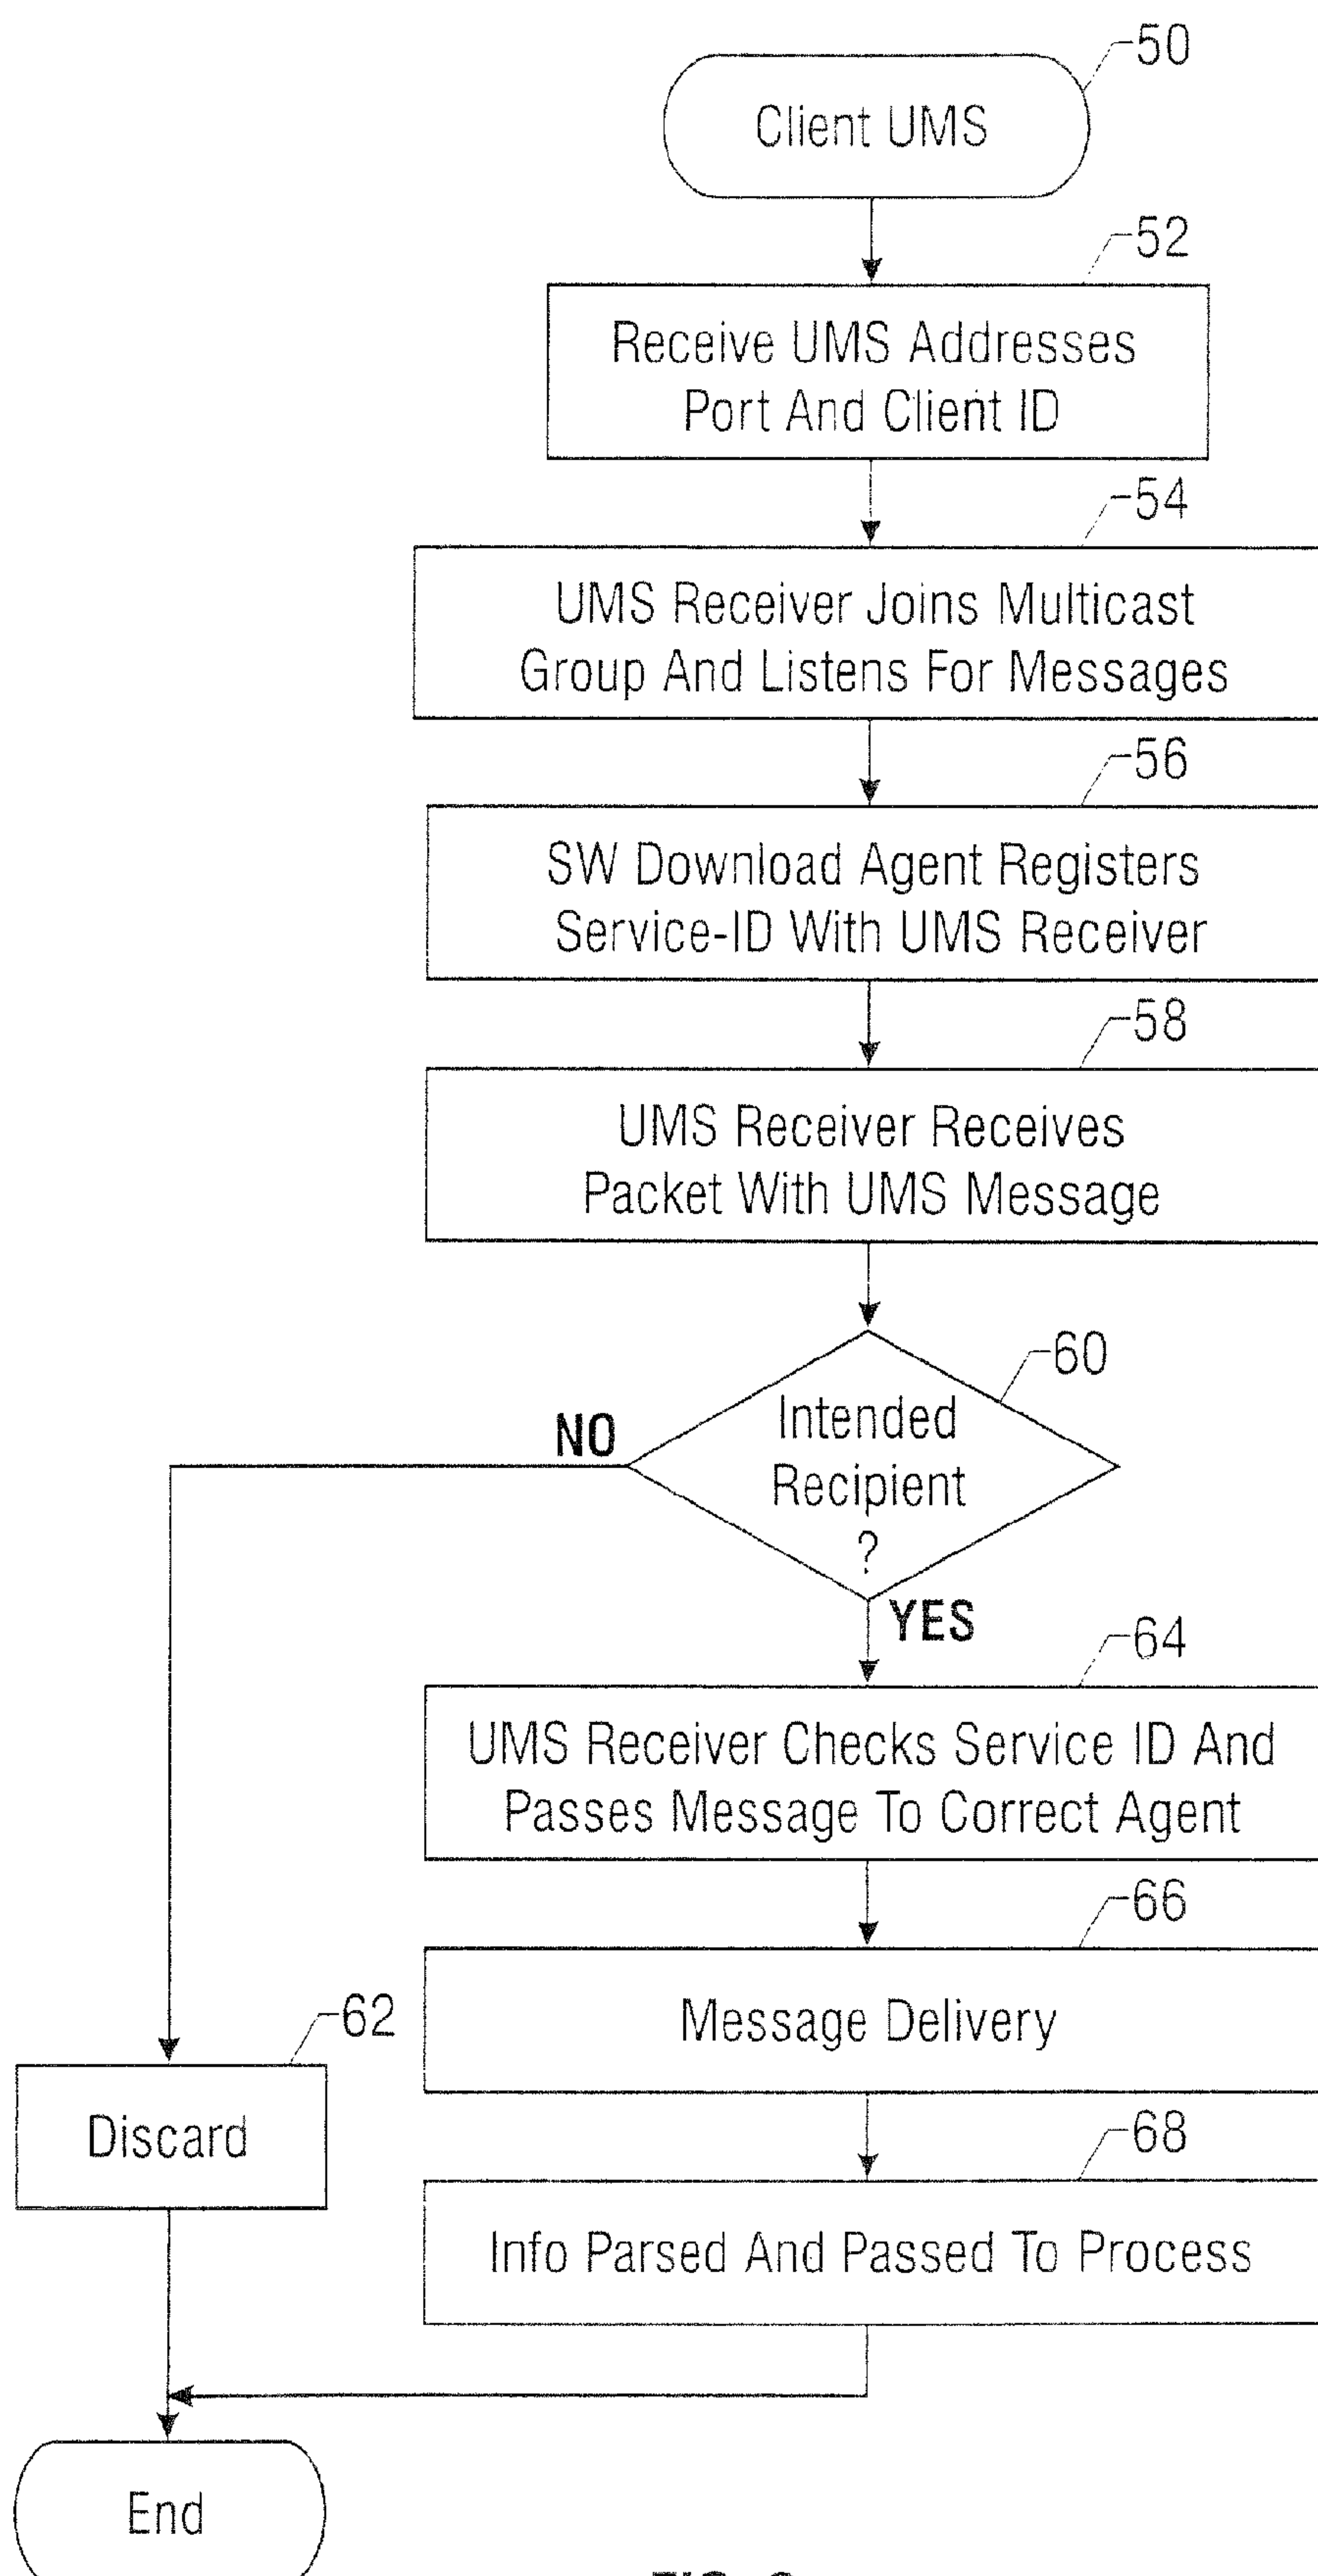 50
Client UMS
52
Receive UMS Addresses
Port And Client ID
54
UMS Receiver Joins Multicast
Group And Listens For Messages
56
SW Download Agent Registers
Service-ID With UMS Receiver
58
UMS Receiver Receives
Packet With UMS Message
60
Intended
Recipient
?
NO
YES
64
UMS Receiver Checks Service ID And
Passes Message To Correct Agent
66
Message Delivery
62
Discard
68
Info Parsed And Passed To Process
End